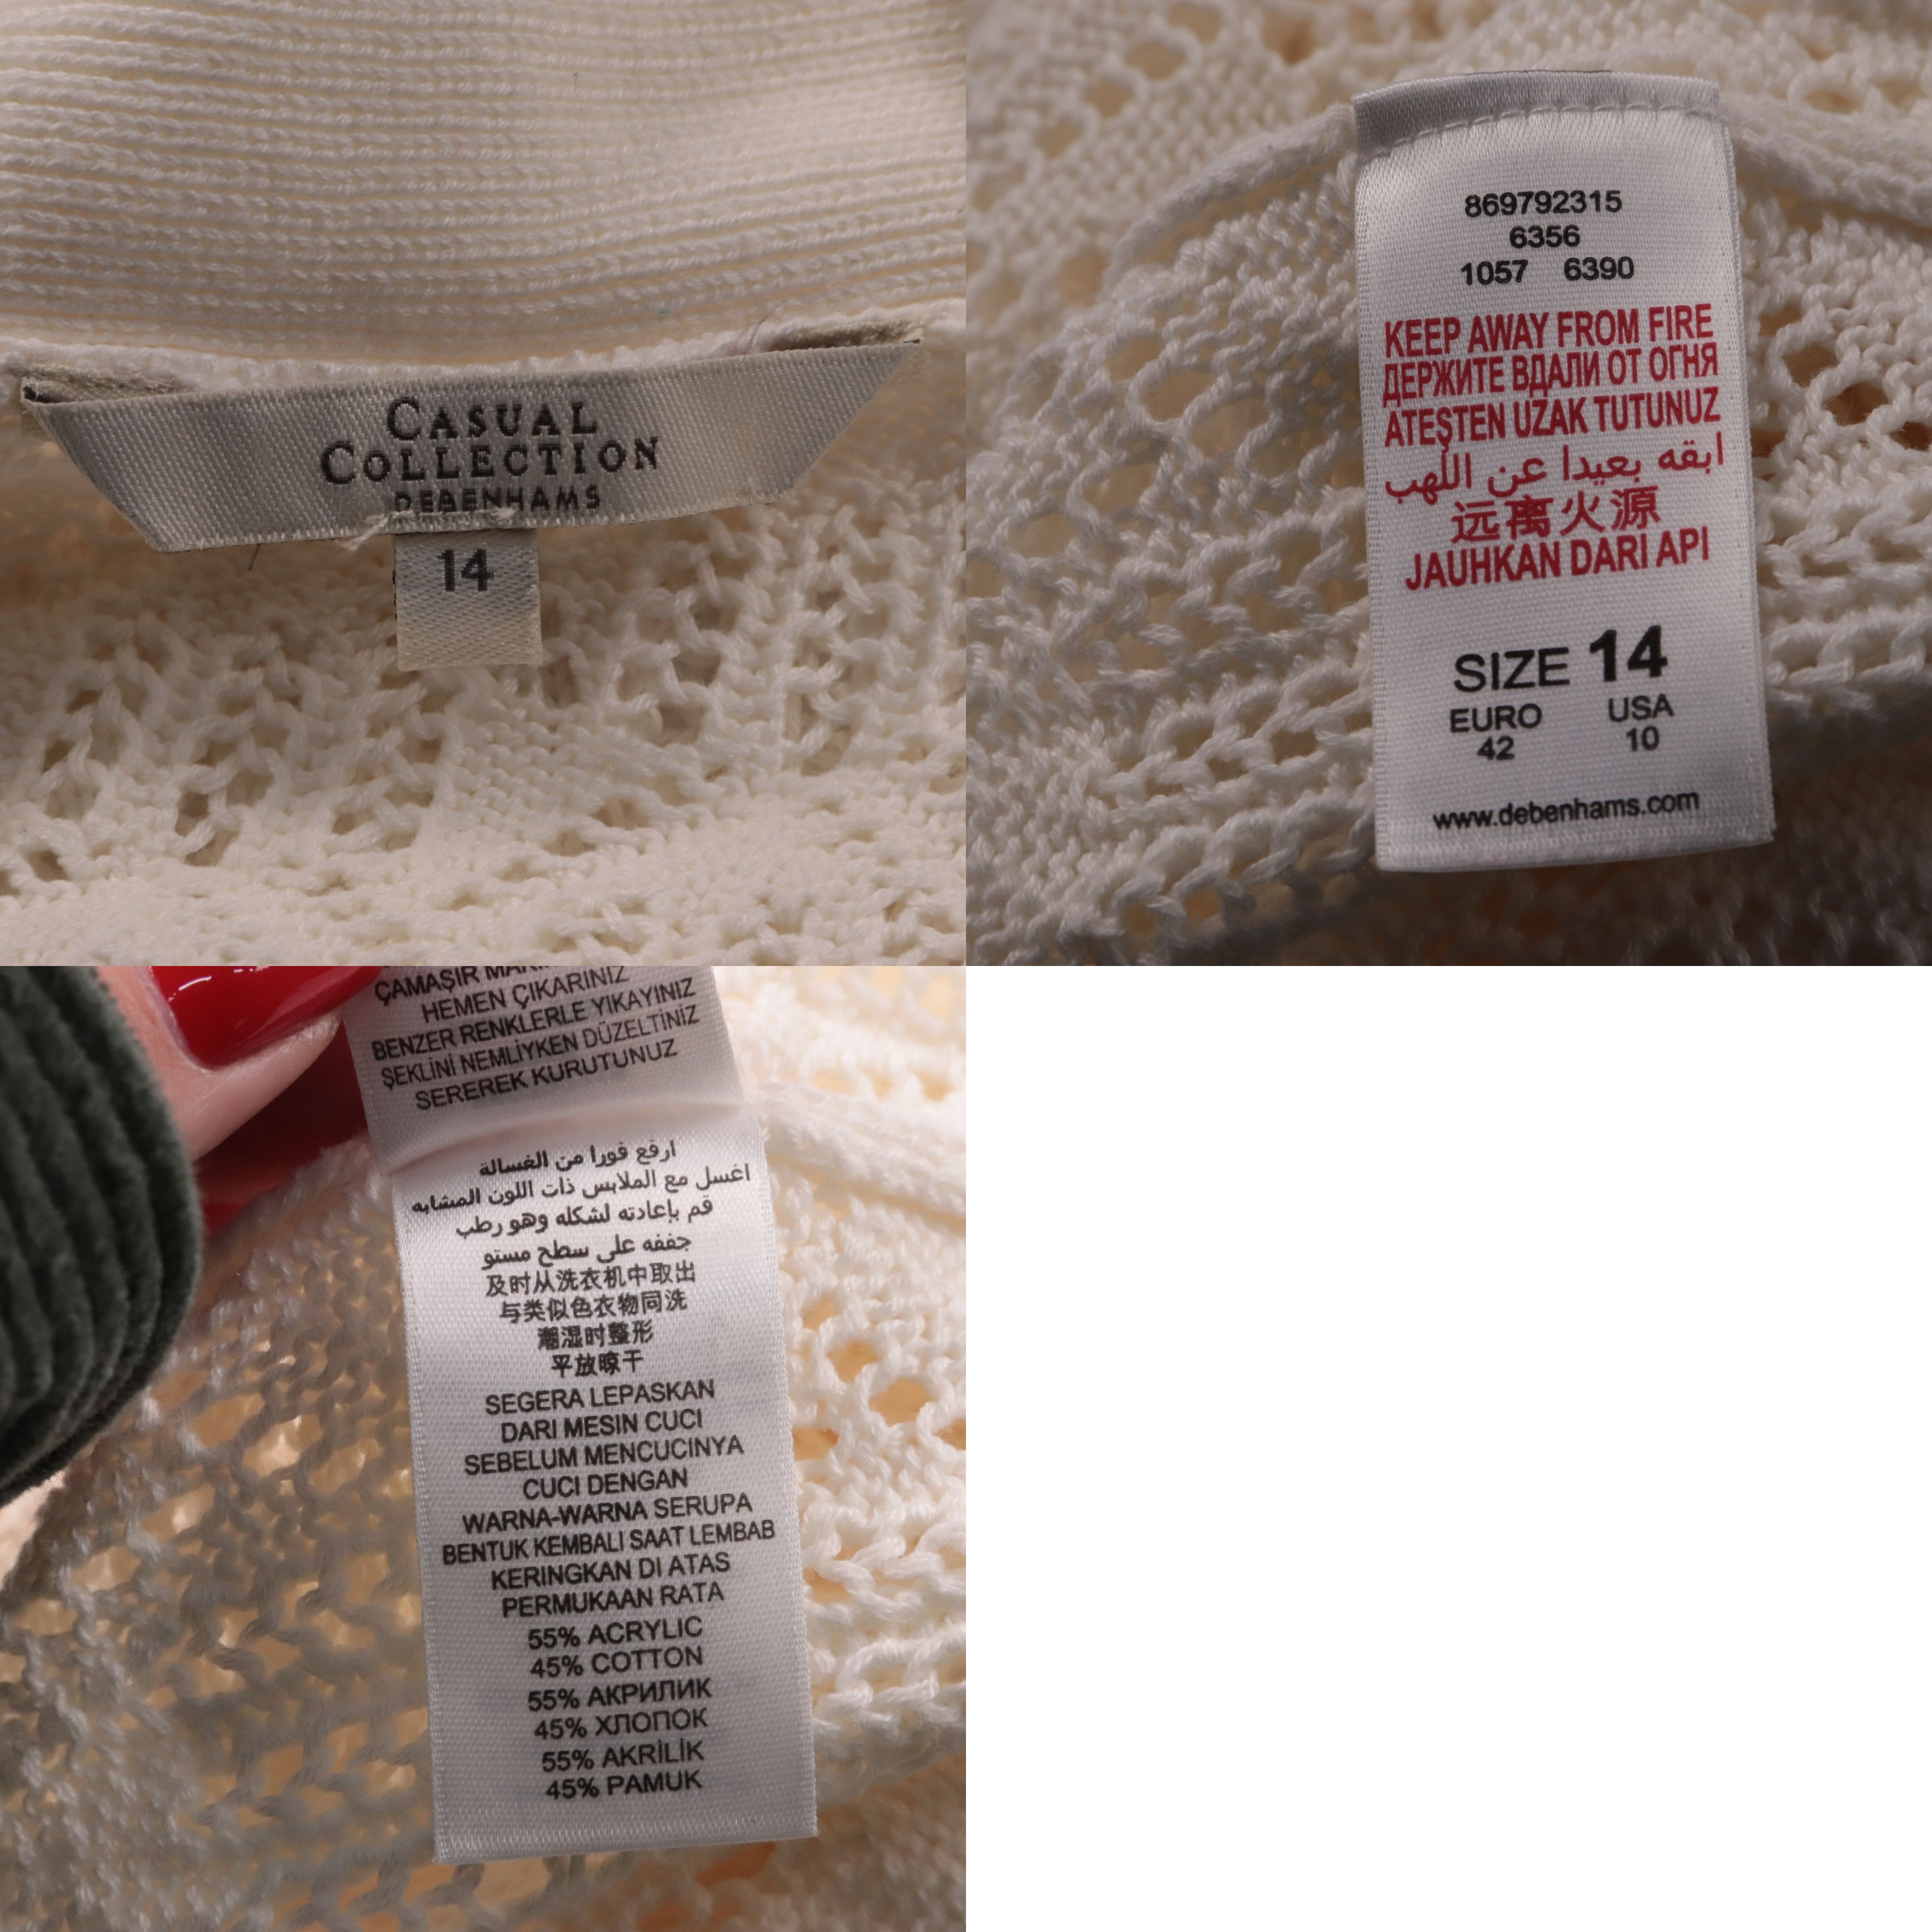 CASUAL
COLLECTION
DEBENHAMS
14
869792315
6356
1057 6390
KEEP AWAY FROM FIRE
ДЕРЖИТЕ ВДАЛИ ОТ ОГНЯ
ATEŞTEN UZAK TUTUNUZ
ابقه بعيدا عن اللهب
远离火源
JAUHKAN DARI API
SIZE 14
EURO USA
42 10
www.debenhams.com
ÇAMAŞIR
HEMEN ÇIKARINIZ
BENZER RENKLERLE YIKAYINIZ
ŞEKLİNİ NEMLİYKEN DÜZELTİNİZ
SEREREK KURUTUNUZ
ارفع فورا من الغسالة
اغسل مع الملابس ذات اللون المشابه
قم بإعادته لشكله وهو رطب
جففه على سطح مستو
及时从洗衣机中取出
与类似色衣物同洗
潮湿时整形
平放晾干
SEGERA LEPASKAN
DARI MESIN CUCI
SEBELUM MENCUCINYA
CUCI DENGAN
WARNA-WARNA SERUPA
BENTUK KEMBALI SAAT LEMBAB
KERINGKAN DI ATAS
PERMUKAAN RATA
55% ACRYLIC
45% COTTON
55% АКРИЛИК
45% ХЛОПОК
55% AKRİLİK
45% PAMUK